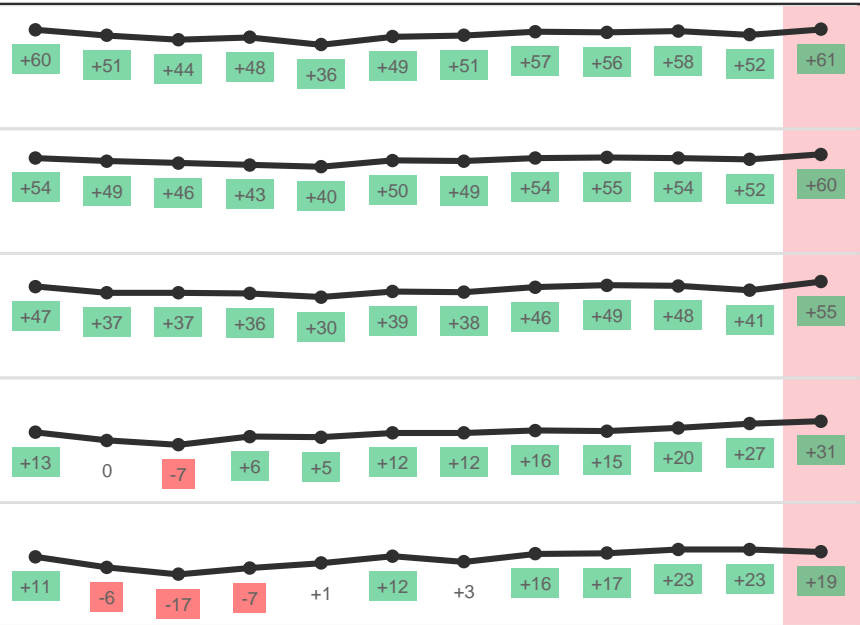 +60 +51 +44 +48 +36 +49 +51 +57 +56 +58 +52 +61
+54 +49 +46 +43 +40 +50 +49 +54 +55 +54 +52 +60
+47 +37 +37 +36 +30 +39 +38 +46 +49 +48 +41 +55
+13 0 -7 +6 +5 +12 +12 +16 +15 +20 +27 +31
+11 -6 -17 -7 +1 +12 +3 +16 +17 +23 +23 +19